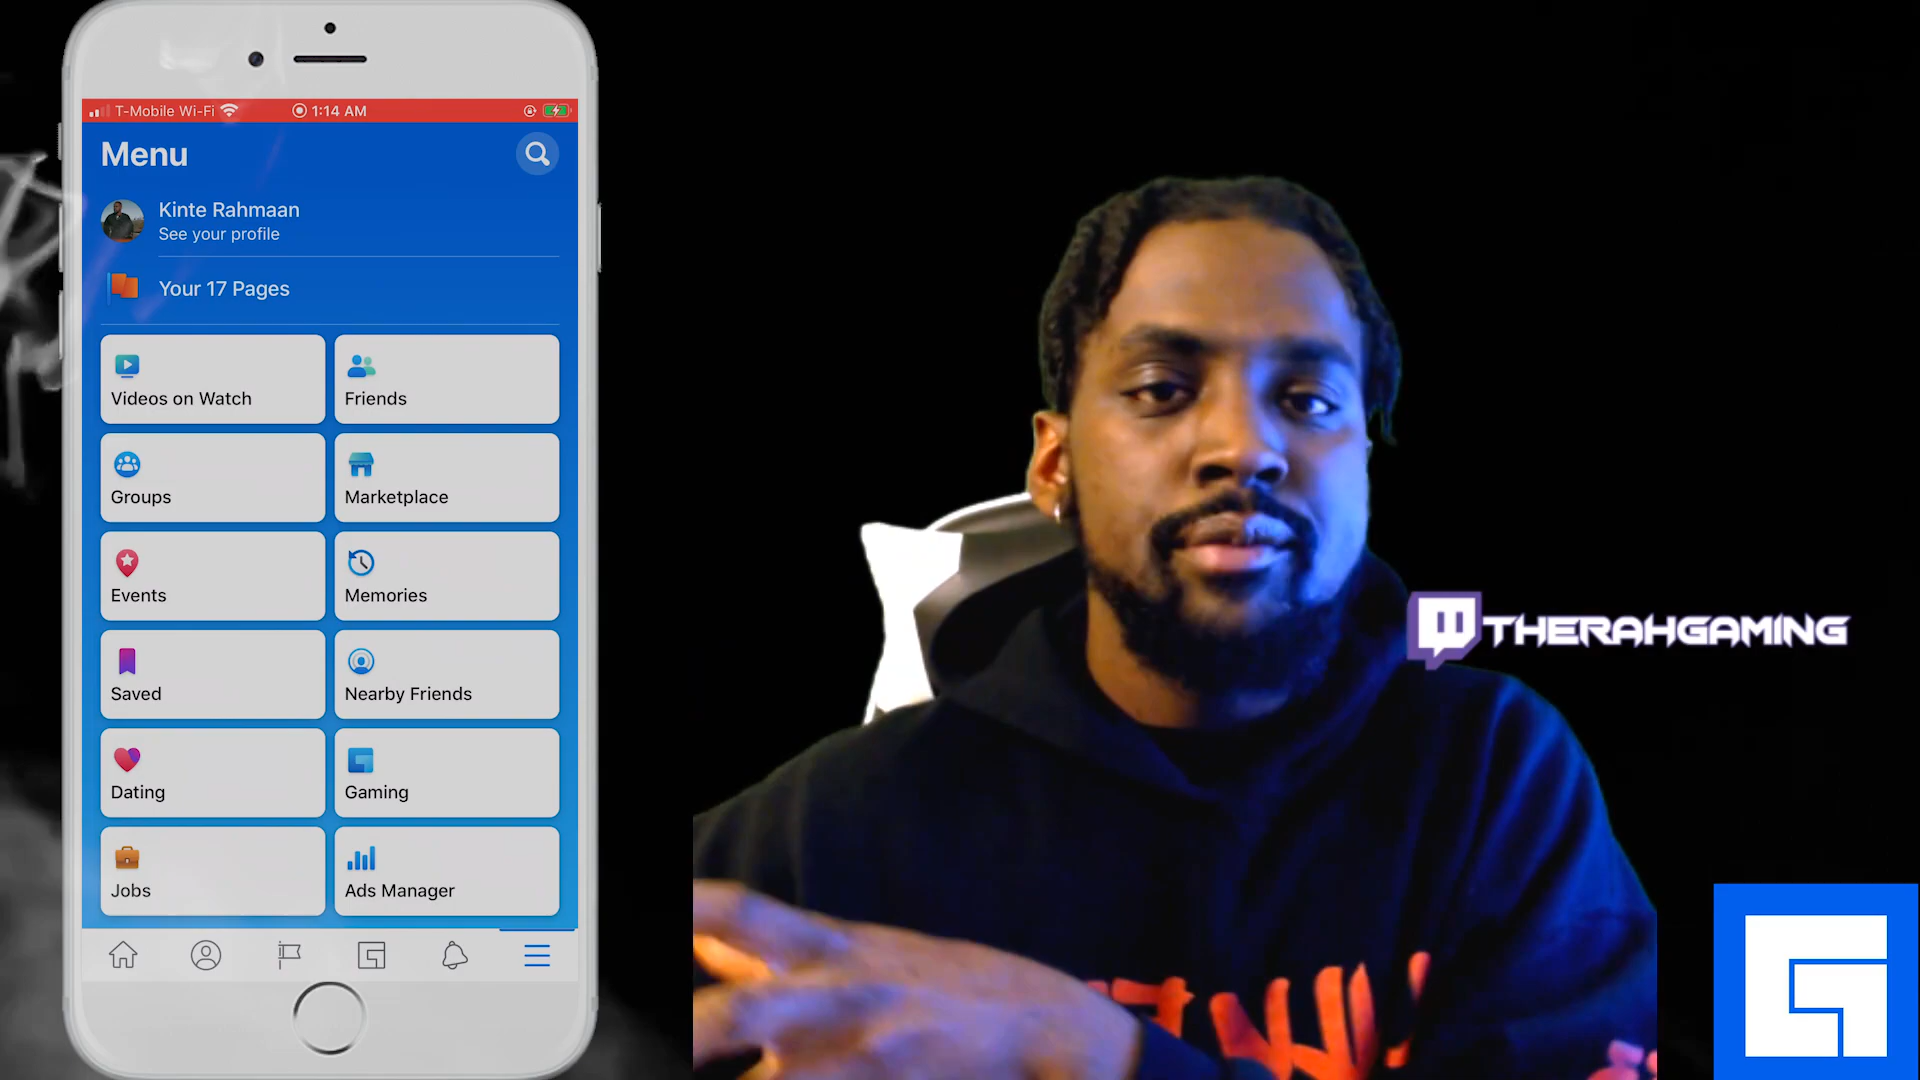 T-Mobile Wi-Fi 1:14 AM
Menu
Kinte Rahmaan
See your profile
Your 17 Pages
Videos on Watch
Friends
Groups
Marketplace
Events
Memories
Saved
Nearby Friends
Dating
Gaming
Jobs
Ads Manager
THERAHGAMING